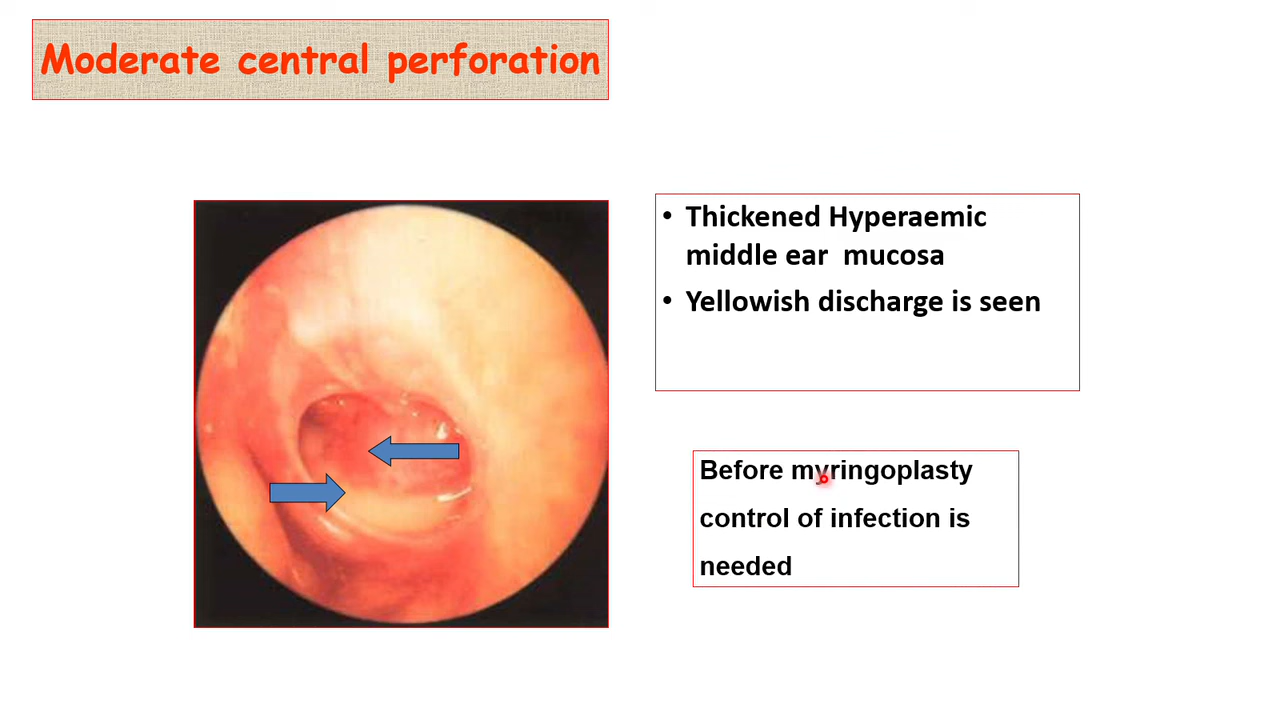 Moderate central perforation
• Thickened Hyperaemic
middle ear mucosa
• Yellowish discharge is seen
Before myringoplasty
control of infection is
needed